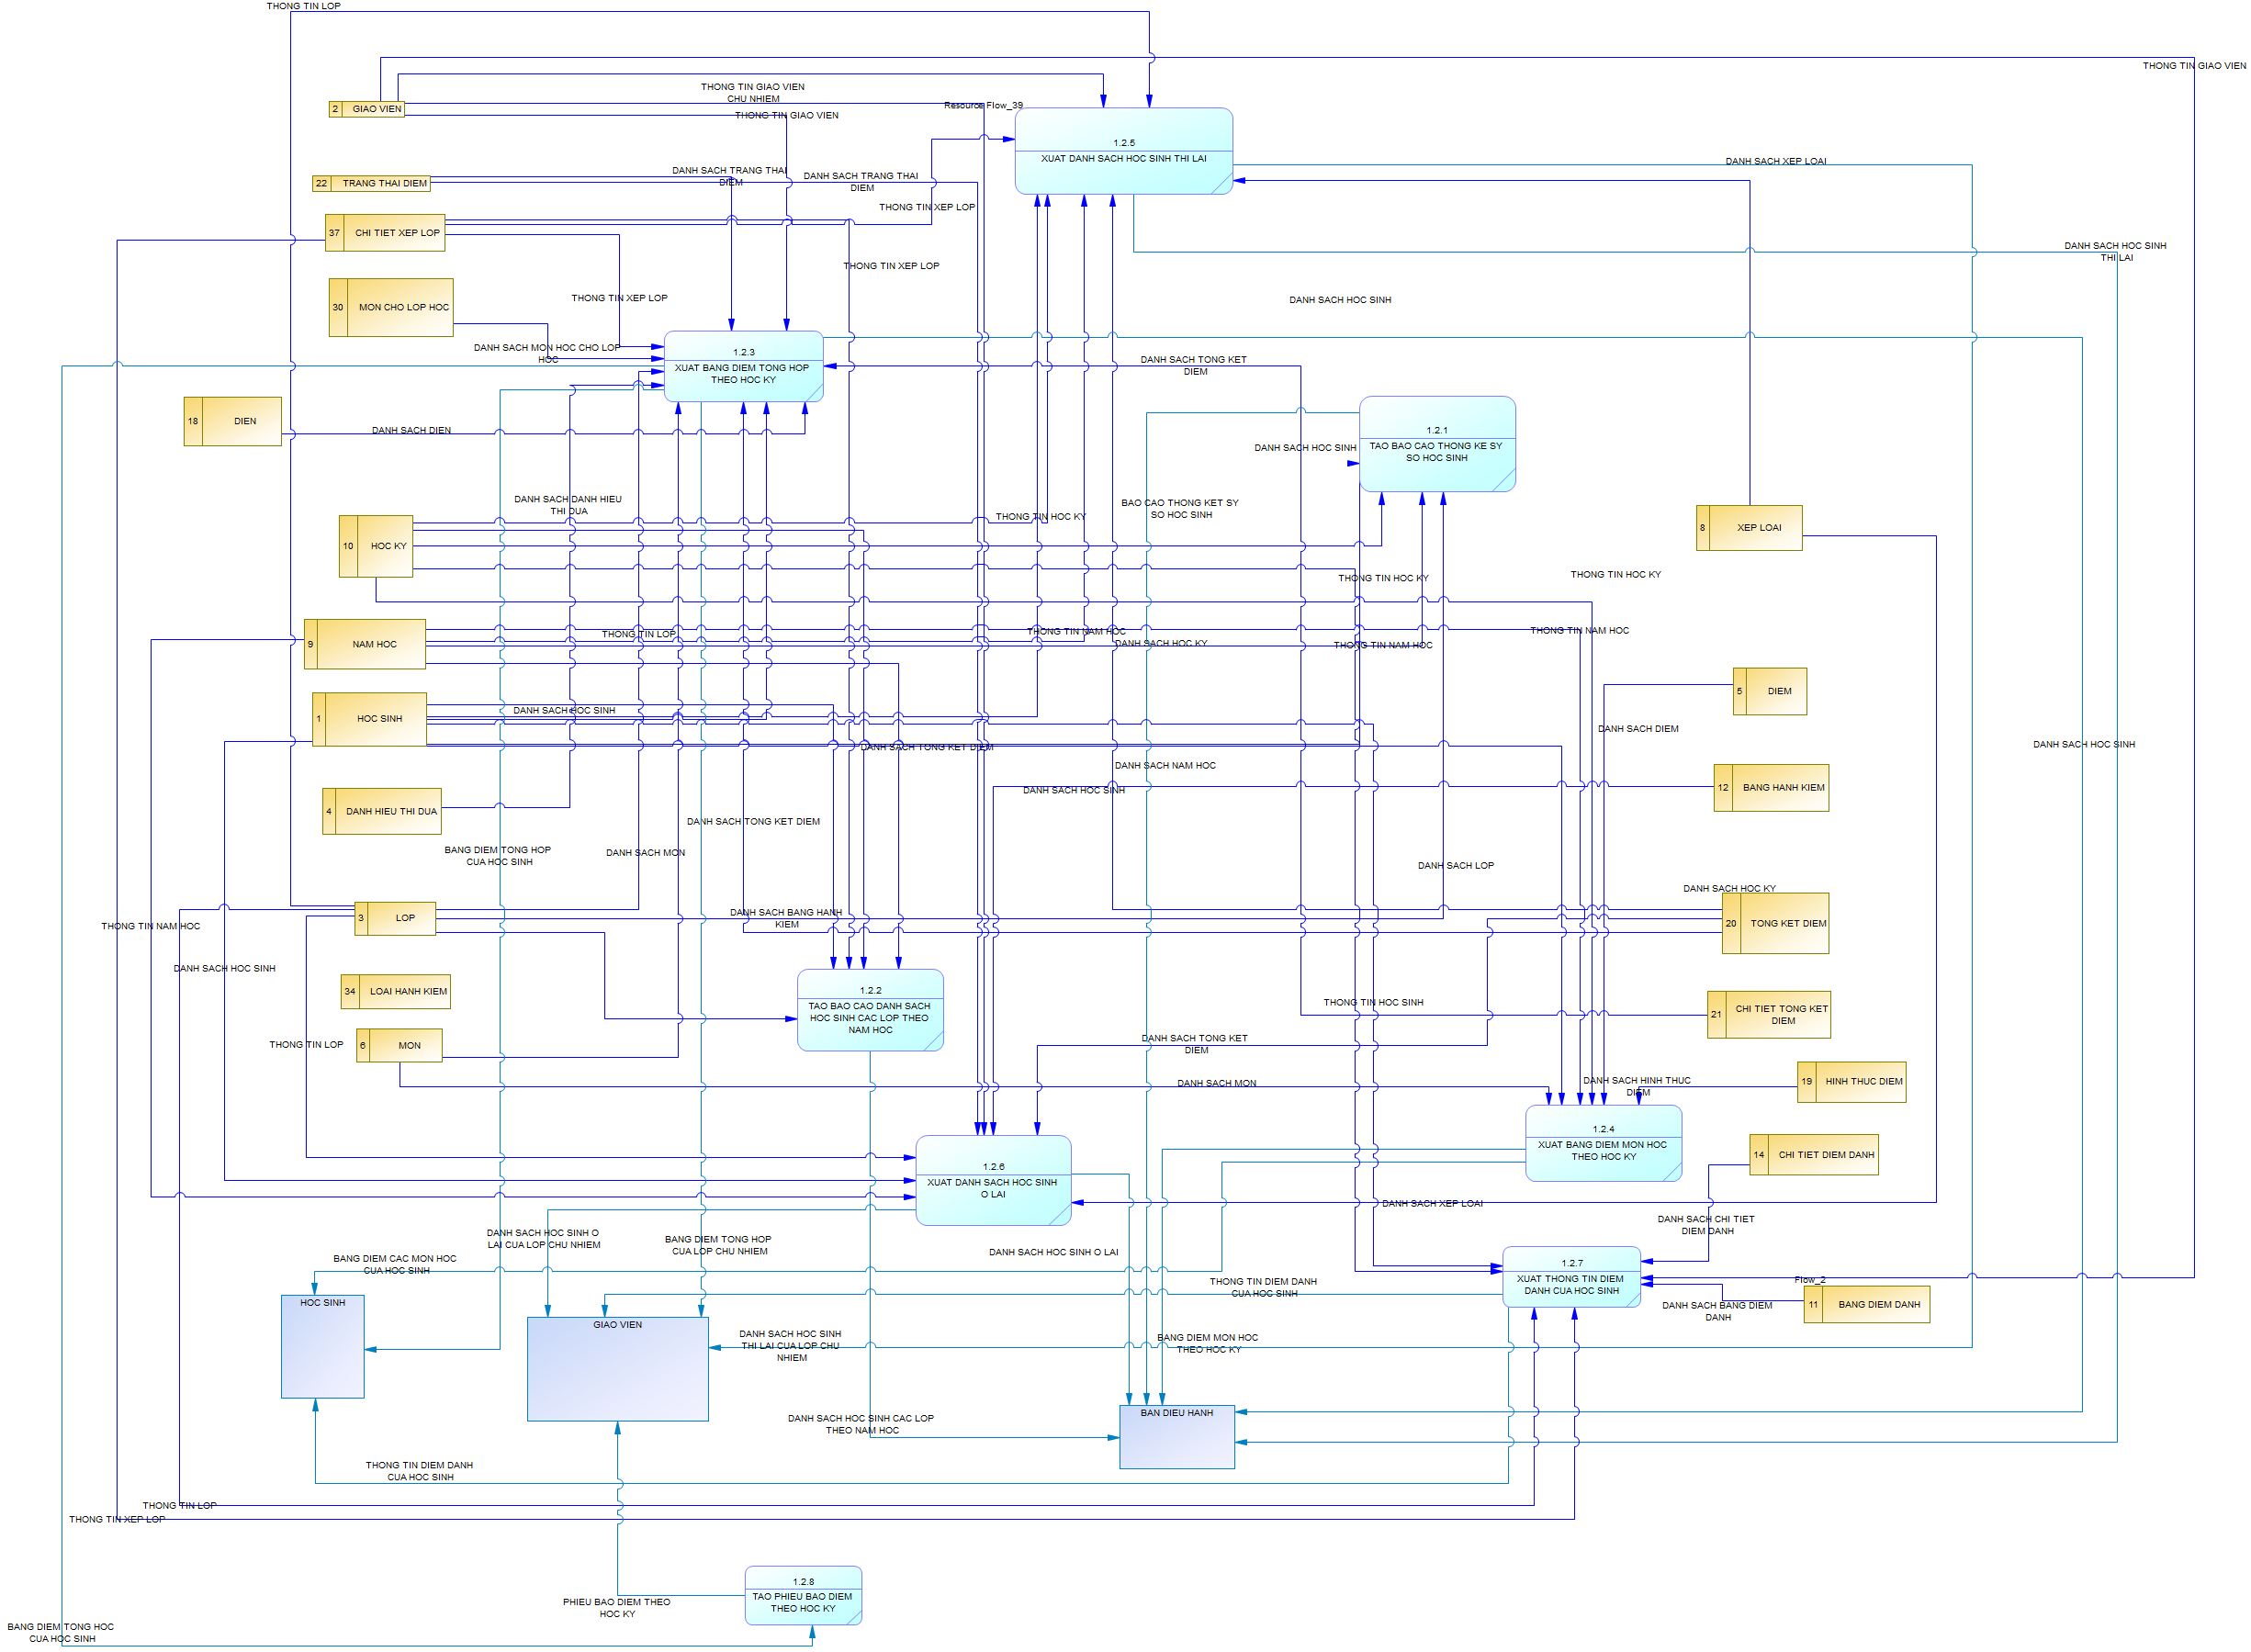 THONG TIN LOP
THONG TIN GIAO VIEN
THONG TIN GIAO VIEN
CHU NHIEM
2 GIAO VIEN
Resource Flow_39
THONG TIN GIAO VIEN
1.2.5
XUAT DANH SACH HOC SINH THI LAI
DANH SACH XEP LOAI
DANH SACH TRANG THAI
DIEM
DANH SACH TRANG THAI
DIEM
22 TRANG THAI DIEM
THONG TIN XEP LOP
37 CHI TIET XEP LOP
DANH SACH HOC SINH
THI LAI
THONG TIN XEP LOP
THONG TIN XEP LOP
DANH SACH HOC SINH
30 MON CHO LOP HOC
DANH SACH MON HOC CHO LOP
HOC
1.2.3
XUAT BANG DIEM TONG HOP
THEO HOC KY
DANH SACH TONG KET
DIEM
18 DIEN
DANH SACH DIEN
1.2.1
TAO BAO CAO THONG KE SY
SO HOC SINH
DANH SACH HOC SINH
DANH SACH DANH HIEU
THI DUA
THONG TIN HOC KY
BAO CAO THONG KET SY
SO HOC SINH
8 XEP LOAI
10 HOC KY
THONG TIN HOC KY
THONG TIN HOC KY
9 NAM HOC
THONG TIN LOP
THONG TIN NAM HOC
DANH SACH HOC KY
THONG TIN NAM HOC
THONG TIN NAM HOC
5 DIEM
1 HOC SINH
DANH SACH HOC SINH
DANH SACH DIEM
DANH SACH TONG KET DIEM
DANH SACH HOC SINH
DANH SACH NAM HOC
DANH SACH HOC SINH
12 BANG HANH KIEM
4 DANH HIEU THI DUA
DANH SACH TONG KET DIEM
BANG DIEM TONG HOP
CUA HOC SINH
DANH SACH MON
DANH SACH LOP
DANH SACH HOC KY
3 LOP
DANH SACH BANG HANH
KIEM
20 TONG KET DIEM
THONG TIN NAM HOC
DANH SACH HOC SINH
34 LOAI HANH KIEM
1.2.2
TAO BAO CAO DANH SACH
HOC SINH CAC LOP THEO
NAM HOC
THONG TIN HOC SINH
21 CHI TIET TONG KET
DIEM
THONG TIN LOP
6 MON
DANH SACH TONG KET
DIEM
DANH SACH MON
DANH SACH HINH THUC
DIEM
19 HINH THUC DIEM
1.2.4
XUAT BANG DIEM MON HOC
THEO HOC KY
14 CHI TIET DIEM DANH
1.2.6
XUAT DANH SACH HOC SINH
O LAI
DANH SACH XEP LOAI
DANH SACH CHI TIET
DIEM DANH
DANH SACH HOC SINH O
LAI CUA LOP CHU NHIEM
BANG DIEM TONG HOP
CUA LOP CHU NHIEM
DANH SACH HOC SINH O LAI
BANG DIEM CAC MON HOC
CUA HOC SINH
1.2.7
XUAT THONG TIN DIEM
DANH CUA HOC SINH
THONG TIN DIEM DANH
CUA HOC SINH
Flow_2
11 BANG DIEM DANH
DANH SACH BANG DIEM
DANH
HOC SINH
GIAO VIEN
DANH SACH HOC SINH
THI LAI CUA LOP CHU
NHIEM
BANG DIEM MON HOC
THEO HOC KY
BAN DIEU HANH
DANH SACH HOC SINH CAC LOP
THEO NAM HOC
THONG TIN DIEM DANH
CUA HOC SINH
THONG TIN LOP
THONG TIN XEP LOP
1.2.8
TAO PHIEU BAO DIEM
THEO HOC KY
PHIEU BAO DIEM THEO
HOC KY
BANG DIEM TONG HOC
CUA HOC SINH